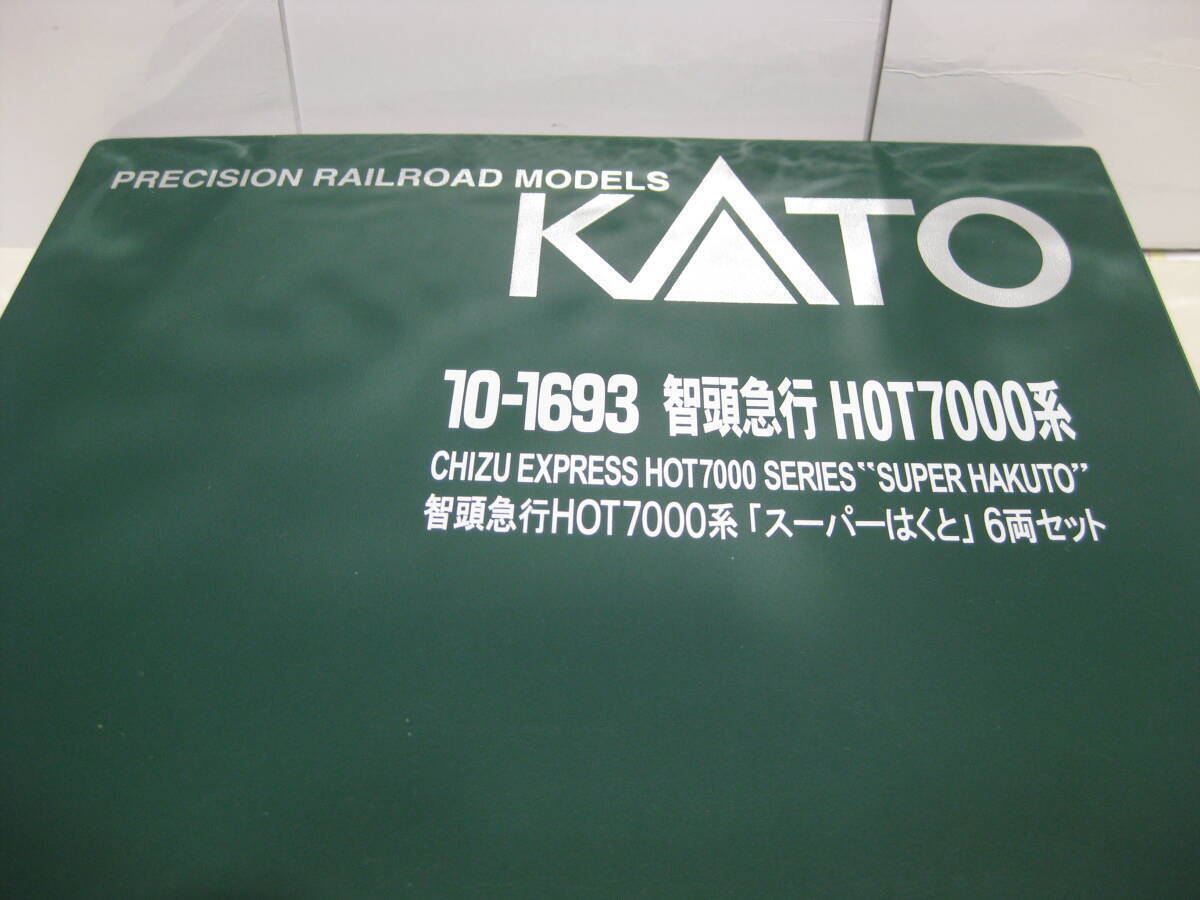 PRECISION RAILROAD MODELS
KATO
10-1693 智頭急行 HOT7000系
CHIZU EXPRESS HOT7000 SERIES “SUPER HAKUTO”
智頭急行HOT7000系「スーパーはくと」6両セット